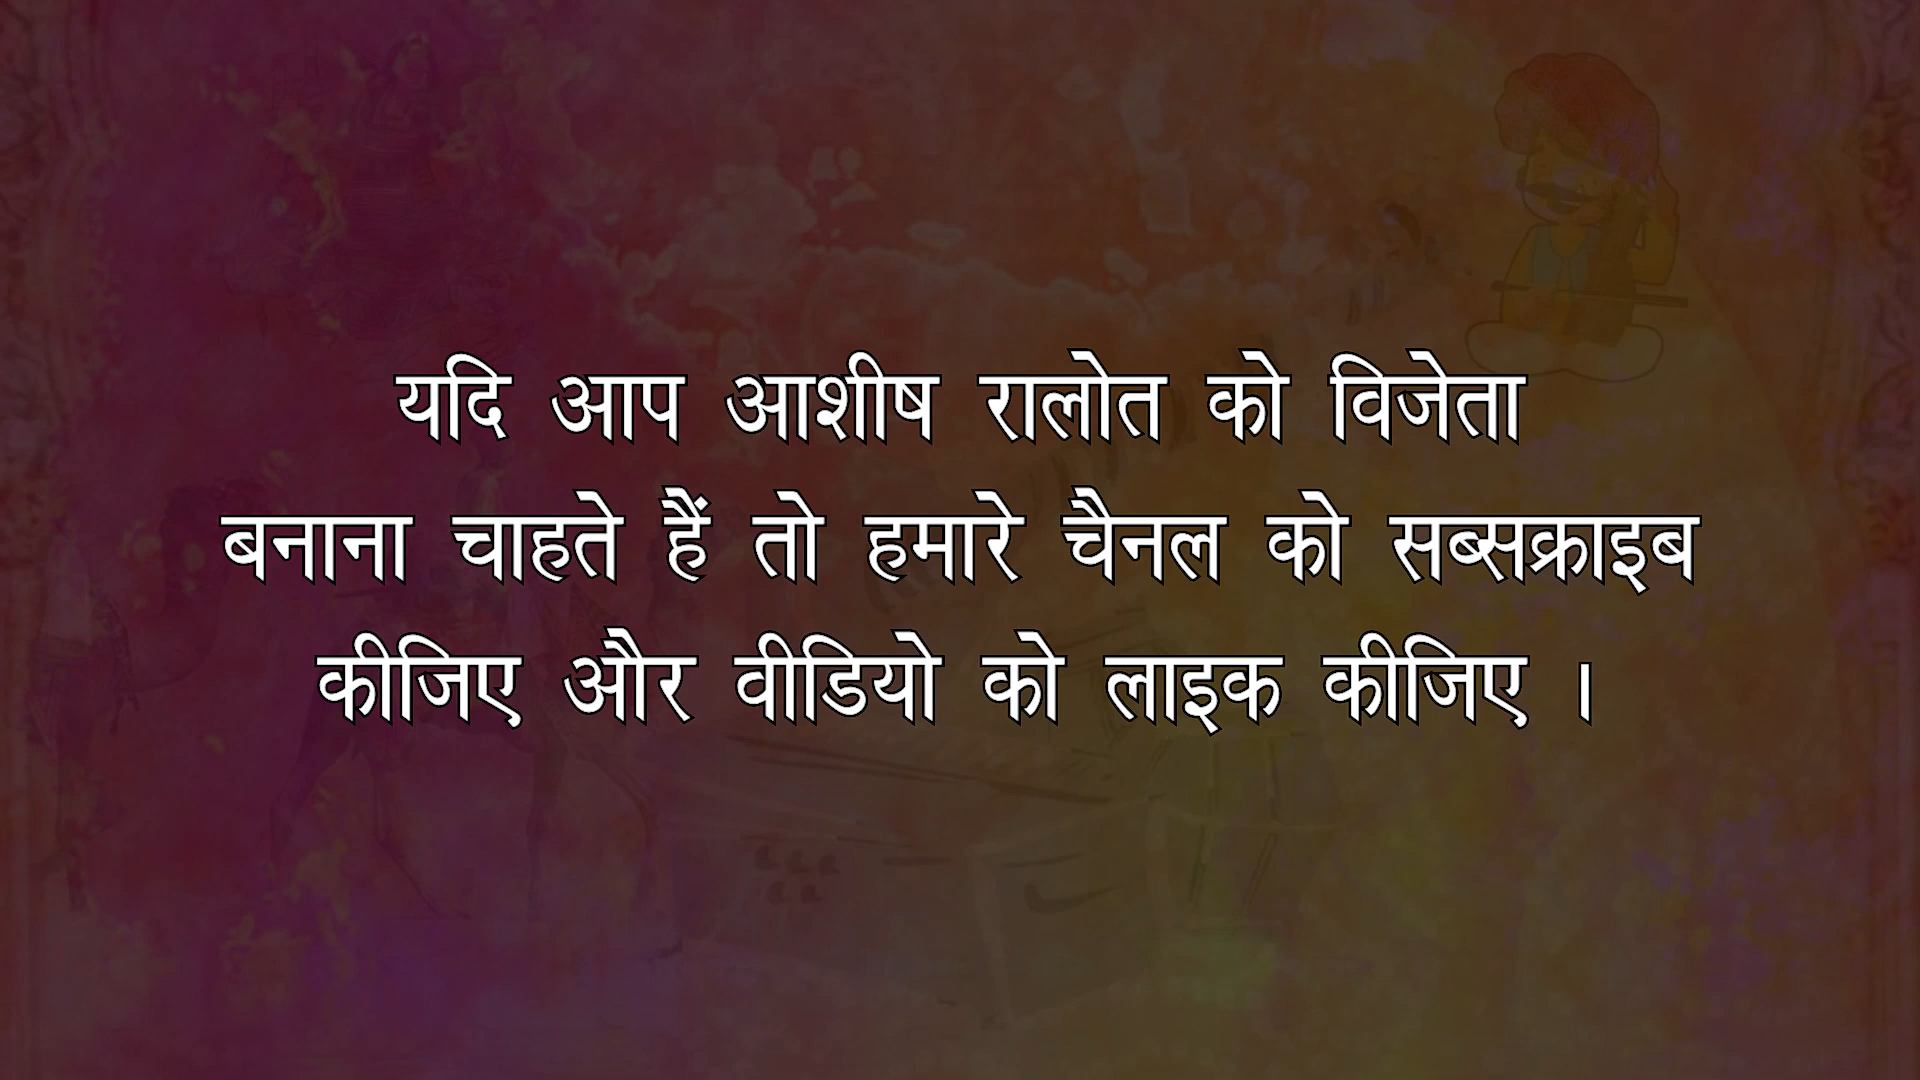 यदि आप आशीष रालोत को विजेता
बनाना चाहते हैं तो हमारे चैनल को सब्सक्राइब
कीजिए और वीडियो को लाइक कीजिए ।